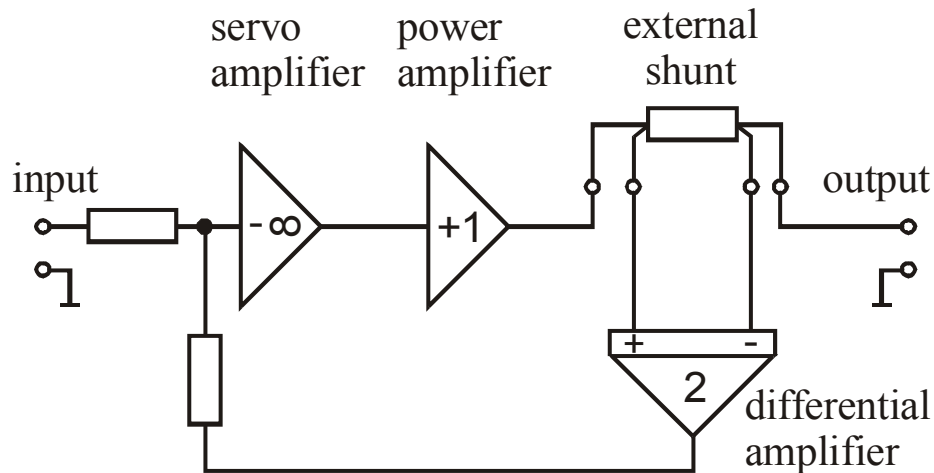 servo
amplifier
power
amplifier
external
shunt
input
output
- ∞
+1
+ -
2
differential
amplifier